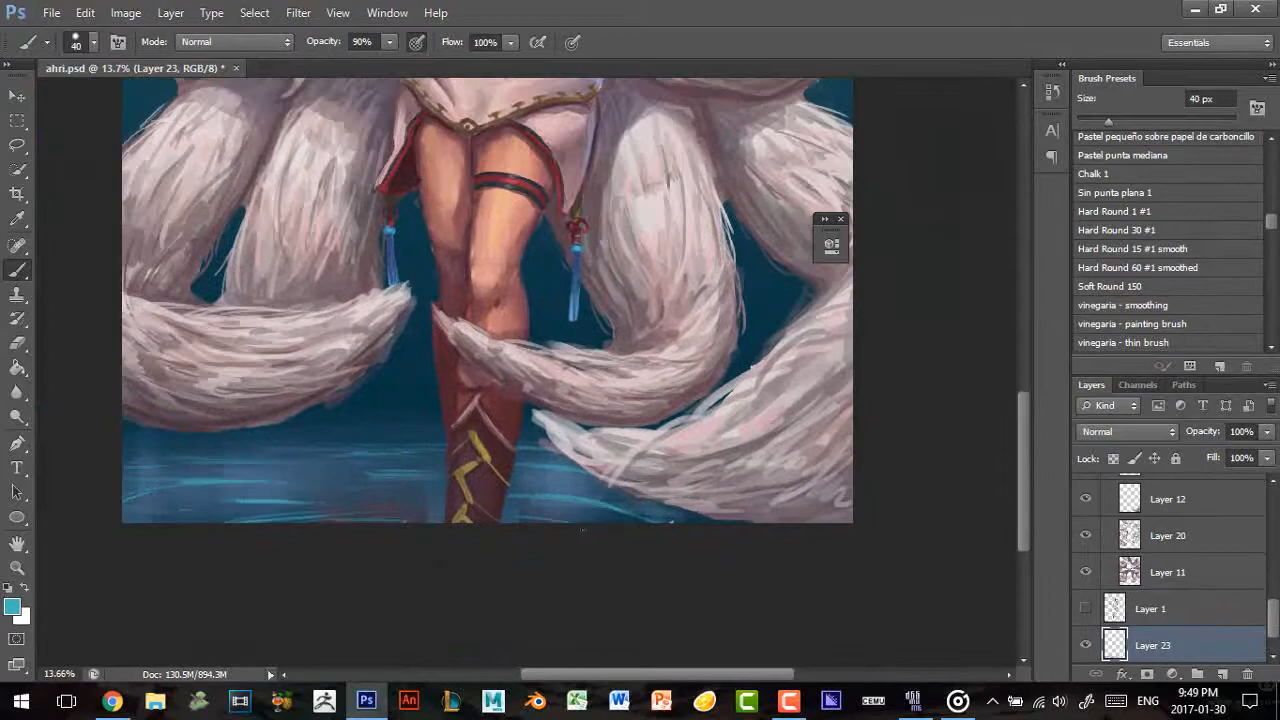 Ps File Edit Image Layer Type Select Filter View Window Help
40 Mode: Normal Opacity: 90% Flow: 100% Essentials
ahri.psd @ 13.7% (Layer 23, RGB/8) * ×
Brush Presets
Size: 40 px
Pastel pequeño sobre papel de carboncillo
Pastel punta mediana
Chalk 1
Sin punta plana 1
Hard Round 1 #1
Hard Round 30 #1
Hard Round 15 #1 smooth
Hard Round 60 #1 smoothed
Soft Round 150
vinegaria - smoothing
vinegaria - painting brush
vinegaria - thin brush
Layers Channels Paths
Kind
Normal Opacity: 100%
Lock: Fill: 100%
Layer 12
Layer 20
Layer 11
Layer 1
Layer 23
13.66% Doc: 130.5M/894.3M
Ps An CEMU ENG 9:49 PM
2017-01-30